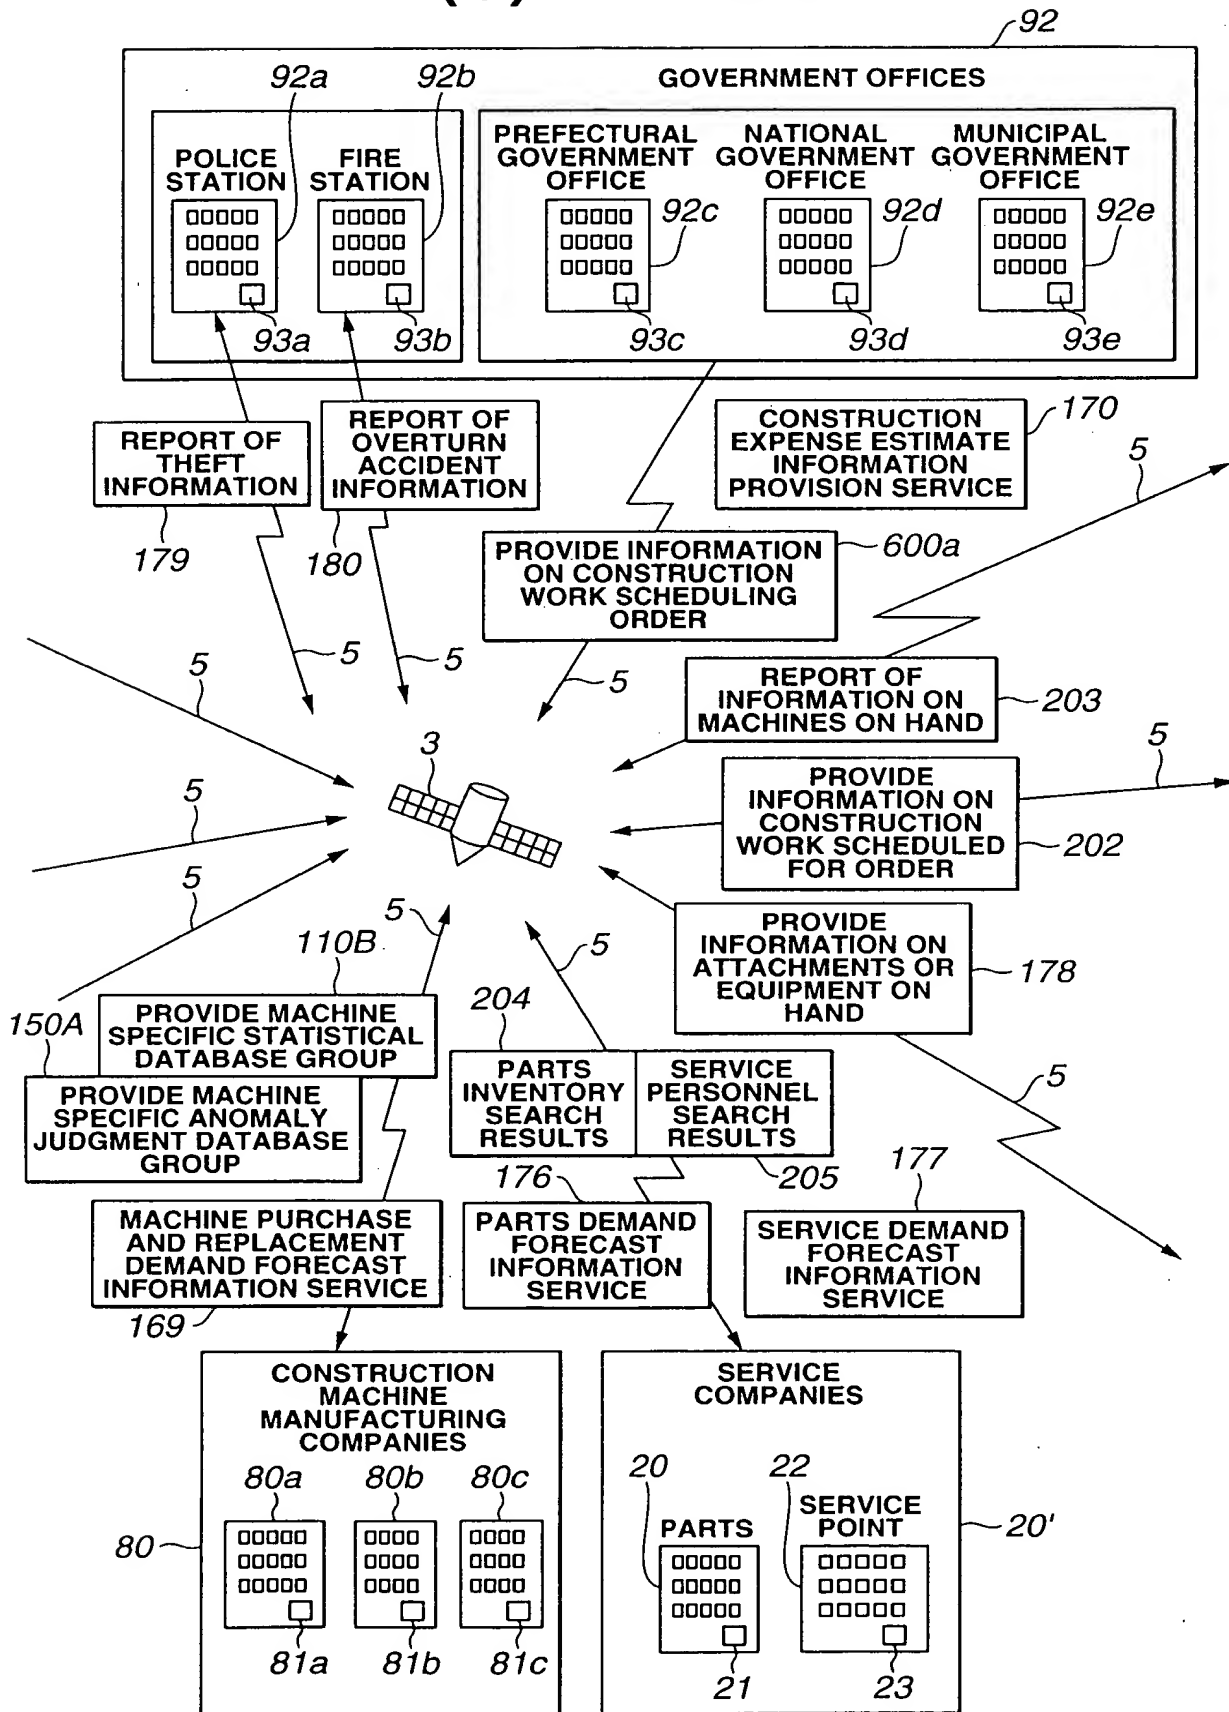 92
92a
92b
GOVERNMENT OFFICES
POLICE
STATION
FIRE
STATION
PREFECTURAL
GOVERNMENT
OFFICE
NATIONAL
GOVERNMENT
OFFICE
MUNICIPAL
GOVERNMENT
OFFICE
92c
92d
92e
93a
93b
93c
93d
93e
REPORT OF
THEFT
INFORMATION
179
REPORT OF
OVERTURN
ACCIDENT
INFORMATION
180
CONSTRUCTION
EXPENSE ESTIMATE
INFORMATION
PROVISION SERVICE
170
5
PROVIDE INFORMATION
ON CONSTRUCTION
WORK SCHEDULING
ORDER
600a
5
5
5
5
REPORT OF
INFORMATION ON
MACHINES ON HAND
203
3
5
PROVIDE
INFORMATION ON
CONSTRUCTION
WORK SCHEDULED
FOR ORDER
202
5
5
5
5
PROVIDE
INFORMATION ON
ATTACHMENTS OR
EQUIPMENT ON
HAND
178
5
110B
PROVIDE MACHINE
SPECIFIC STATISTICAL
DATABASE GROUP
150A
PROVIDE MACHINE
SPECIFIC ANOMALY
JUDGMENT DATABASE
GROUP
204
PARTS
INVENTORY
SEARCH
RESULTS
SERVICE
PERSONNEL
SEARCH
RESULTS
205
MACHINE PURCHASE
AND REPLACEMENT
DEMAND FORECAST
INFORMATION SERVICE
169
176
PARTS DEMAND
FORECAST
INFORMATION
SERVICE
177
SERVICE DEMAND
FORECAST
INFORMATION
SERVICE
CONSTRUCTION
MACHINE
MANUFACTURING
COMPANIES
80a
80b
80c
80
81a
81b
81c
SERVICE
COMPANIES
20
22
PARTS
SERVICE
POINT
20'
21
23